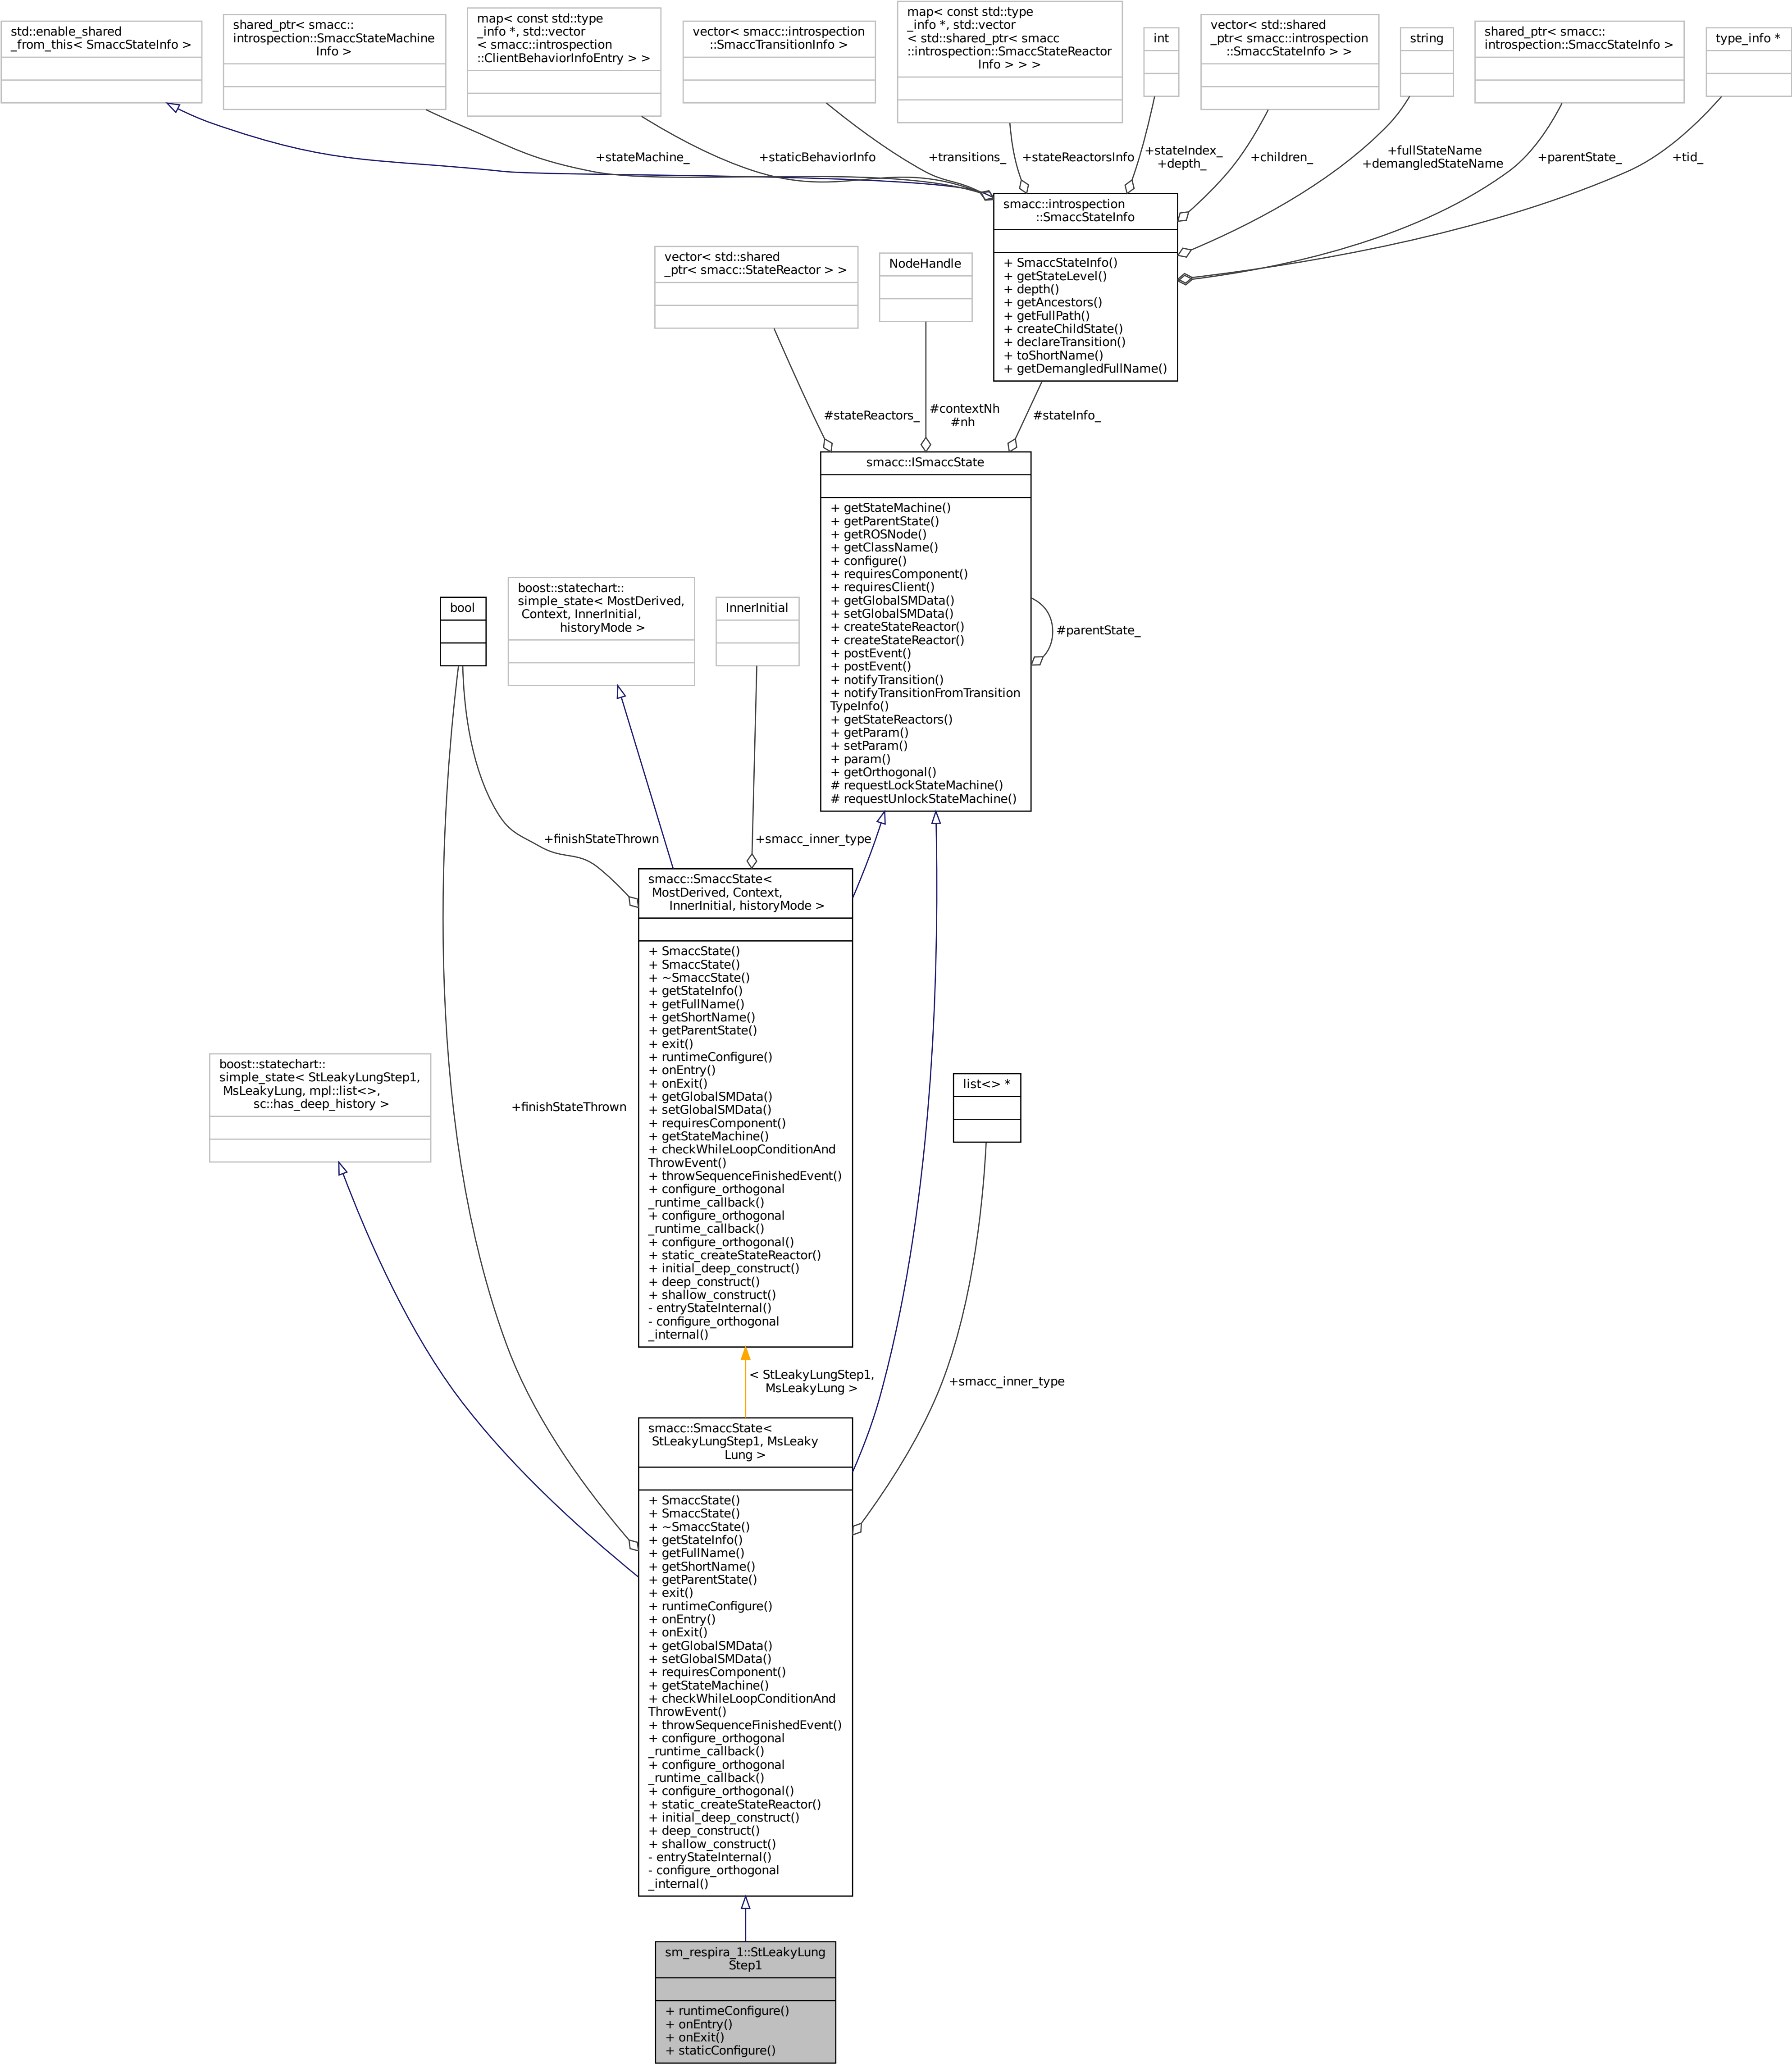 std::enable_shared
_from_this< SmaccStateInfo >
shared_ptr< smacc::
introspection::SmaccStateMachine
Info >
map< const std::type
_info *, std::vector
< smacc::introspection
::ClientBehaviorInfoEntry > >
vector< smacc::introspection
::SmaccTransitionInfo >
map< const std::type
_info *, std::vector
< std::shared_ptr< smacc
::introspection::SmaccStateReactor
Info > > >
int
vector< std::shared
_ptr< smacc::introspection
::SmaccStateInfo > >
string
shared_ptr< smacc::
introspection::SmaccStateInfo >
type_info *
+stateMachine_
+staticBehaviorInfo
+transitions_
+stateReactorsInfo
+stateIndex_
+depth_
+children_
+fullStateName
+demangledStateName
+parentState_
+tid_
smacc::introspection
::SmaccStateInfo
+ SmaccStateInfo()
+ getStateLevel()
+ depth()
+ getAncestors()
+ getFullPath()
+ createChildState()
+ declareTransition()
+ toShortName()
+ getDemangledFullName()
vector< std::shared
_ptr< smacc::StateReactor > >
NodeHandle
#stateReactors_
#contextNh
#nh
#stateInfo_
smacc::ISmaccState
+ getStateMachine()
+ getParentState()
+ getROSNode()
+ getClassName()
+ configure()
+ requiresComponent()
+ requiresClient()
+ getGlobalSMData()
+ setGlobalSMData()
+ createStateReactor()
+ createStateReactor()
+ postEvent()
+ postEvent()
+ notifyTransition()
+ notifyTransitionFromTransition
TypeInfo()
+ getStateReactors()
+ getParam()
+ setParam()
+ param()
+ getOrthogonal()
# requestLockStateMachine()
# requestUnlockStateMachine()
#parentState_
bool
boost::statechart::
simple_state< MostDerived,
Context, InnerInitial,
historyMode >
InnerInitial
+finishStateThrown
+smacc_inner_type
smacc::SmaccState<
MostDerived, Context,
InnerInitial, historyMode >
+ SmaccState()
+ SmaccState()
+ ~SmaccState()
+ getStateInfo()
+ getFullName()
+ getShortName()
+ getParentState()
+ exit()
+ runtimeConfigure()
+ onEntry()
+ onExit()
+ getGlobalSMData()
+ setGlobalSMData()
+ requiresComponent()
+ getStateMachine()
+ checkWhileLoopConditionAnd
ThrowEvent()
+ throwSequenceFinishedEvent()
+ configure_orthogonal
_runtime_callback()
+ configure_orthogonal
_runtime_callback()
+ configure_orthogonal()
+ static_createStateReactor()
+ initial_deep_construct()
+ deep_construct()
+ shallow_construct()
- entryStateInternal()
- configure_orthogonal
_internal()
boost::statechart::
simple_state< StLeakyLungStep1,
MsLeakyLung, mpl::list<>,
sc::has_deep_history >
+finishStateThrown
list<> *
< StLeakyLungStep1,
MsLeakyLung >
+smacc_inner_type
smacc::SmaccState<
StLeakyLungStep1, MsLeaky
Lung >
+ SmaccState()
+ SmaccState()
+ ~SmaccState()
+ getStateInfo()
+ getFullName()
+ getShortName()
+ getParentState()
+ exit()
+ runtimeConfigure()
+ onEntry()
+ onExit()
+ getGlobalSMData()
+ setGlobalSMData()
+ requiresComponent()
+ getStateMachine()
+ checkWhileLoopConditionAnd
ThrowEvent()
+ throwSequenceFinishedEvent()
+ configure_orthogonal
_runtime_callback()
+ configure_orthogonal
_runtime_callback()
+ configure_orthogonal()
+ static_createStateReactor()
+ initial_deep_construct()
+ deep_construct()
+ shallow_construct()
- entryStateInternal()
- configure_orthogonal
_internal()
sm_respira_1::StLeakyLung
Step1
+ runtimeConfigure()
+ onEntry()
+ onExit()
+ staticConfigure()